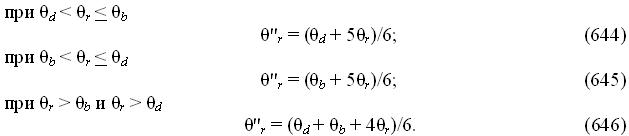 при θd < θr ≤ θb
θ"r = (θd + 5θr)/6; (644)
при θb < θr ≤ θd
θ"r = (θb + 5θr)/6; (645)
при θr > θb и θr > θd
θ"r = (θd + θb + 4θr)/6. (646)